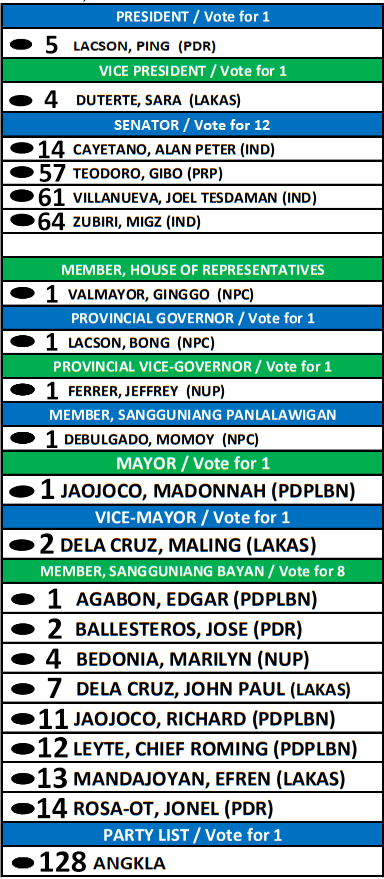 PRESIDENT / Vote for 1
5 LACSON, PING (PDR)
VICE PRESIDENT / Vote for 1
4 DUTERTE, SARA (LAKAS)
SENATOR / Vote for 12
14 CAYETANO, ALAN PETER (IND)
57 TEODORO, GIBO (PRP)
61 VILLANUEVA, JOEL TESDAMAN (IND)
64 ZUBIRI, MIGZ (IND)
MEMBER, HOUSE OF REPRESENTATIVES
1 VALMAYOR, GINGGO (NPC)
PROVINCIAL GOVERNOR / Vote for 1
1 LACSON, BONG (NPC)
PROVINCIAL VICE-GOVERNOR / Vote for 1
1 FERRER, JEFFREY (NUP)
MEMBER, SANGGUNIANG PANLALAWIGAN
1 DEBULGADO, MOMOY (NPC)
MAYOR / Vote for 1
1 JAOJOCO, MADONNAH (PDPLBN)
VICE-MAYOR / Vote for 1
2 DELA CRUZ, MALING (LAKAS)
MEMBER, SANGGUNIANG BAYAN / Vote for 8
1 AGABON, EDGAR (PDPLBN)
2 BALLESTEROS, JOSE (PDR)
4 BEDONIA, MARILYN (NUP)
7 DELA CRUZ, JOHN PAUL (LAKAS)
11 JAOJOCO, RICHARD (PDPLBN)
12 LEYTE, CHIEF ROMING (PDPLBN)
13 MANDAJOYAN, EFREN (LAKAS)
14 ROSA-OT, JONEL (PDR)
PARTY LIST / Vote for 1
128 ANGKLA